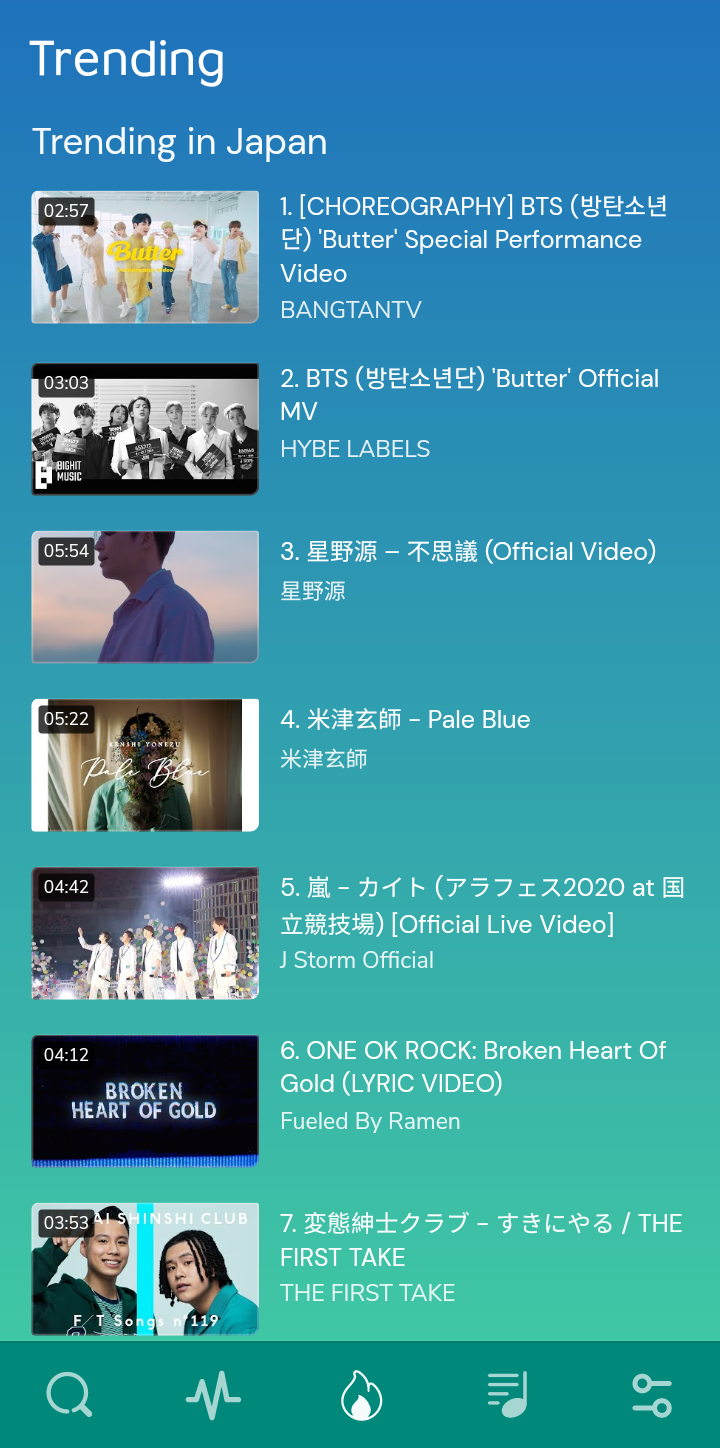 Trending
Trending in Japan
02:57
Butter
1. [CHOREOGRAPHY] BTS (방탄소년
단) 'Butter' Special Performance
Video
BANGTANTV
03:03
BIGHIT
MUSIC
2. BTS (방탄소년단) 'Butter' Official
MV
HYBE LABELS
05:54
3. 星野源 – 不思議 (Official Video)
星野源
05:22
KENSHI YONEZU
Pale Blue
4. 米津玄師 - Pale Blue
米津玄師
04:42
5. 嵐 - カイト (アラフェス2020 at 国
立競技場) [Official Live Video]
J Storm Official
04:12
BROKEN
HEART OF GOLD
6. ONE OK ROCK: Broken Heart Of
Gold (LYRIC VIDEO)
Fueled By Ramen
03:53
AI SHINSHI CLUB
F/T Songs n°119
7. 変態紳士クラブ - すきにやる / THE
FIRST TAKE
THE FIRST TAKE